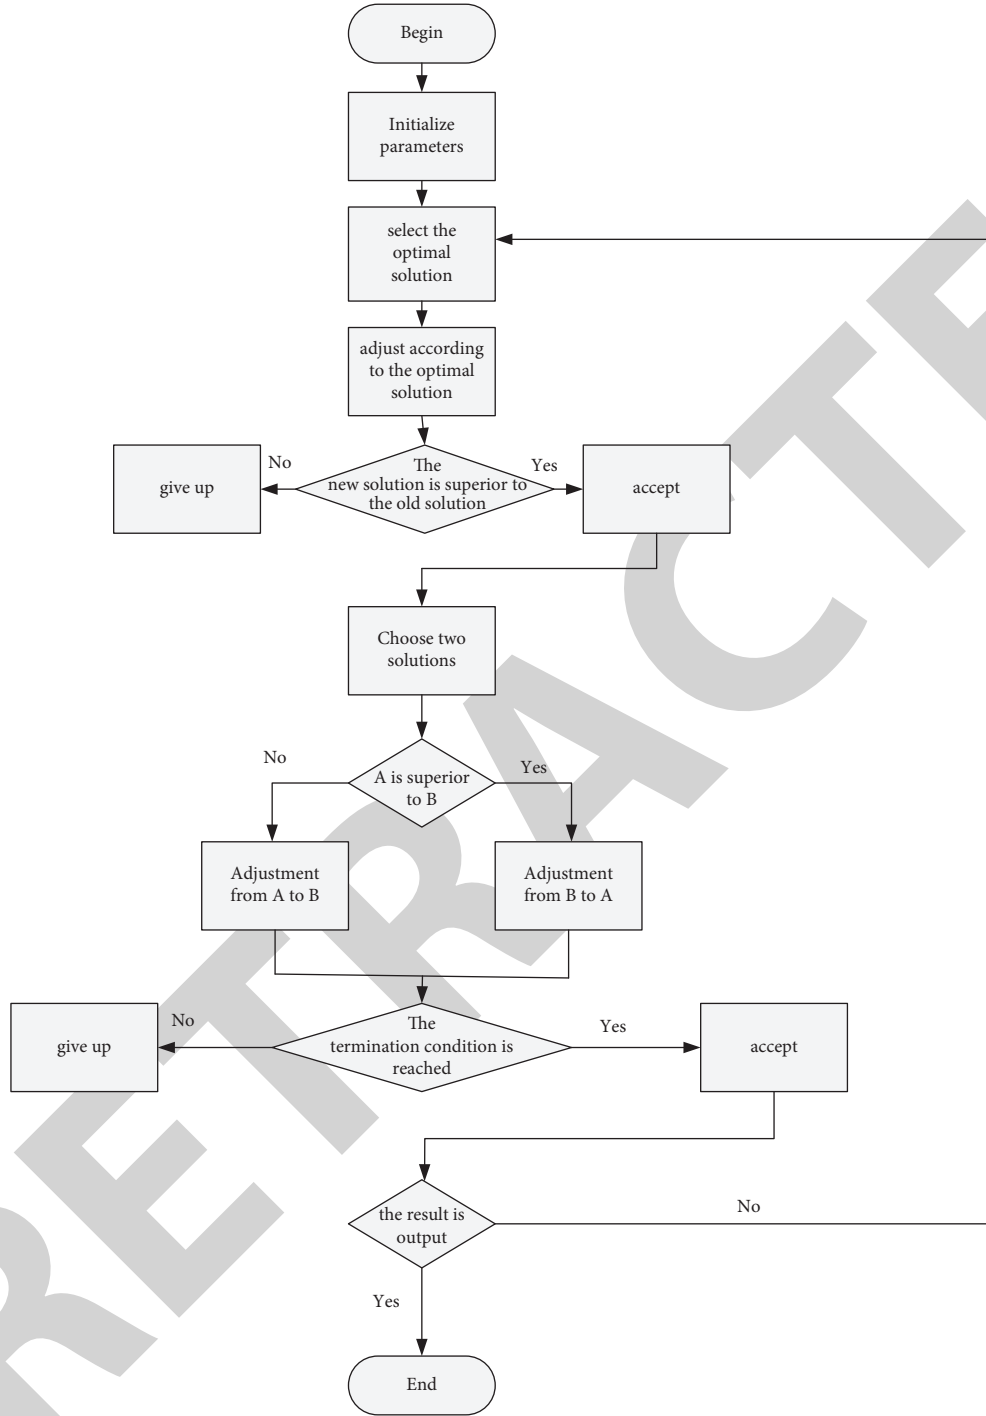 Begin
Initialize
parameters
select the
optimal
solution
adjust according
to the optimal
solution
No
The
new solution is superior to
the old solution
Yes
give up
accept
Choose two
solutions
No
A is superior
to B
Yes
Adjustment
from A to B
Adjustment
from B to A
No
The
termination condition is
reached
Yes
give up
accept
the result is
output
No
Yes
End
RETRACTE